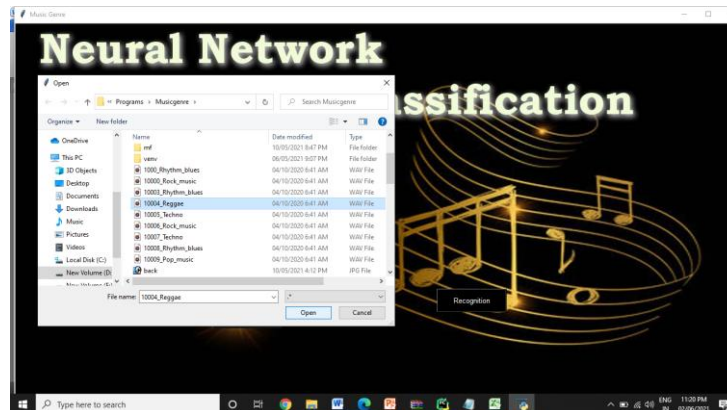 Music Genre
Neural Network
ssification
Open
Programs > Musicgenre >
Search Musicgenre
Organize
New folder
Name
Date modified
Type
OneDrive
This PC
3D Objects
Desktop
Documents
Downloads
Music
Pictures
Videos
Local Disk (C:)
New Volume (D:
New Volume (E:)
mf 10/05/2021 8:47 PM File folder
venv 06/05/2021 9:07 PM File folder
1000_Rhythm_blues 04/10/2020 6:41 AM WAV File
10000_Rock_music 04/10/2020 6:41 AM WAV File
10003_Rhythm_blues 04/10/2020 6:41 AM WAV File
10004_Reggae 04/10/2020 6:41 AM WAV File
10005_Techno 04/10/2020 6:41 AM WAV File
10006_Rock_music 04/10/2020 6:41 AM WAV File
10007_Techno 04/10/2020 6:41 AM WAV File
10008_Rhythm_blues 04/10/2020 6:41 AM WAV File
10009_Pop_music 04/10/2020 6:41 AM WAV File
back 10/05/2021 4:12 PM JPG File
File name: 10004_Reggae
Open
Cancel
Recognition
Type here to search
ENG 11:20 PM
IN 02/06/2021